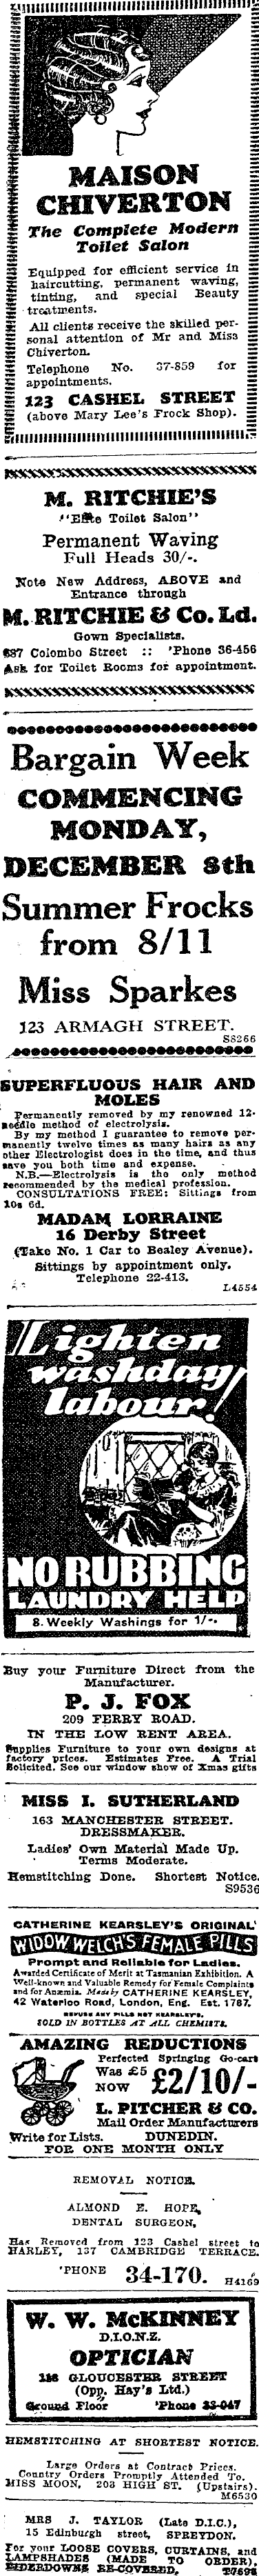 MAISON
CHIVERTON
The Complete Modern
Toilet Salon
Equipped for efficient service in
haircutting, permanent waving,
tinting, and special Beauty
treatments.
All clients receive the skilled per-
sonal attention of Mr and Miss
Chiverton.
Telephone No. 37-859 for
appointments.
123 CASHEL STREET
(above Mary Lee's Frock Shop).
M. RITCHIE'S
"Elite Toilet Salon"
Permanent Waving
Full Heads 30/-.
Note New Address, ABOVE and
Entrance through
M. RITCHIE & Co. Ld.
Gown Specialists.
687 Colombo Street :: 'Phone 36-456
Ask for Toilet Rooms for appointment.
Bargain Week
COMMENCING
MONDAY,
DECEMBER 8th
Summer Frocks
from 8/11
Miss Sparkes
123 ARMAGH STREET.
S8266
SUPERFLUOUS HAIR AND
MOLES
Permanently removed by my renowned 12-
needle method of electrolysis.
By my method I guarantee to remove per-
manently twelve times as many hairs as any
other Electrologist does in the time, and thus
save you both time and expense.
N.B.—Electrolysis is the only method
recommended by the medical profession.
CONSULTATIONS FREE: Sittings from
10s 6d.
MADAM LORRAINE
16 Derby Street
(Take No. 1 Car to Bealey Avenue).
Sittings by appointment only.
Telephone 22-413.
L4554
Lighten
washday
labour!
NO RUBBING
LAUNDRY HELP
8. Weekly Washings for 1/-.
Buy your Furniture Direct from the
Manufacturer.
P. J. FOX
209 FERRY ROAD.
IN THE LOW RENT AREA.
Supplies Furniture to your own designs at
factory prices. Estimates Free. A Trial
Solicited. See our window show of Xmas gifts
MISS I. SUTHERLAND
163 MANCHESTER STREET.
DRESSMAKER.
Ladies' Own Material Made Up.
Terms Moderate.
Hemstitching Done. Shortest Notice.
S9536
CATHERINE KEARSLEY'S ORIGINAL
WIDOW WELCH'S FEMALE PILLS
Prompt and Reliable for Ladies.
Awarded Certificate of Merit at Tasmanian Exhibition. A
Well-known and Valuable Remedy for Female Complaints
and for Anæmia. Made by CATHERINE KEARSLEY,
42 Waterloo Road, London, Eng. Est. 1787.
REFUSE ANY PILLS NOT KEARSLEY'S.
SOLD IN BOTTLES AT ALL CHEMISTS.
AMAZING REDUCTIONS
Perfected Springing Go-cart
Was £5
NOW £2/10/-
L. PITCHER & CO.
Mail Order Manufacturers
Write for Lists. DUNEDIN.
FOR ONE MONTH ONLY
REMOVAL NOTICE.
ALMOND E. HOPE,
DENTAL SURGEON,
Has Removed from 123 Cashel street to
HARLEY, 137 CAMBRIDGE TERRACE.
'PHONE 34-170.
H4169
W. W. McKINNEY
D.I.O.N.Z.
OPTICIAN
118 GLOUCESTER STREET
(Opp. Hay's Ltd.)
Ground Floor 'Phone 33-047
HEMSTITCHING AT SHORTEST NOTICE.
Large Orders at Contract Prices.
Country Orders Promptly Attended To.
MISS MOON, 203 HIGH ST. (Upstairs).
M6530
MRS J. TAYLOR (Late D.I.C.),
15 Edinburgh street, SPREYDON.
For your LOOSE COVERS, CURTAINS, and
LAMPSHADES (MADE TO ORDER),
EIDERDOWNS RE-COVERED,
T7698